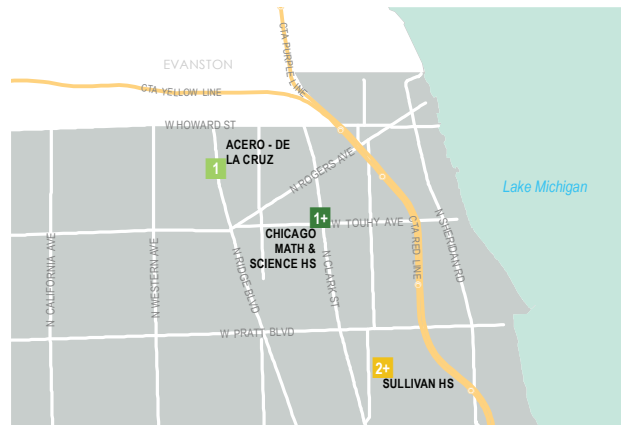 EVANSTON
CTA PURPLE LINE
CTA YELLOW LINE
W HOWARD ST
ACERO - DE
LA CRUZ
1
N ROGERS AVE
Lake Michigan
1+
W TOUHY AVE
CHICAGO
MATH &
SCIENCE HS
N CALIFORNIA AVE
N WESTERN AVE
N RIDGE BLVD
N CLARK ST
CTA RED LINE
N SHERIDAN RD
W PRATT BLVD
2+
SULLIVAN HS